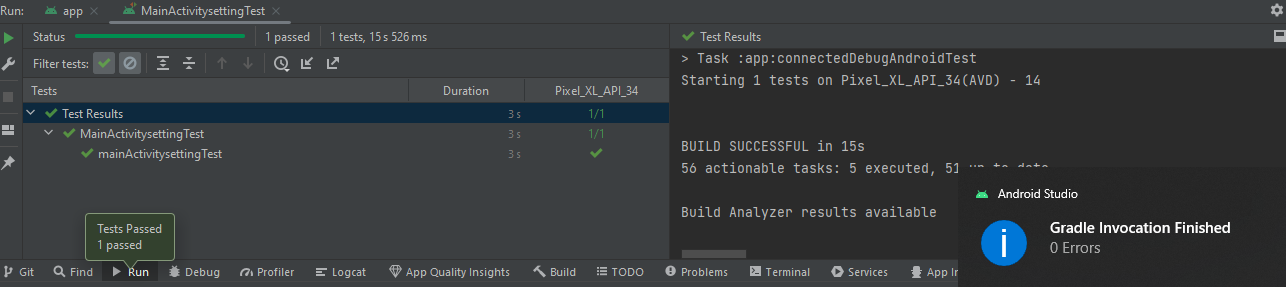 Run: app MainActivitysettingTest
Status 1 passed 1 tests, 15 s 526 ms
Filter tests:
Tests Duration Pixel_XL_API_34
Test Results 3 s 1/1
MainActivitysettingTest 3 s 1/1
mainActivitysettingTest 3 s
Tests Passed
1 passed
Test Results
> Task :app:connectedDebugAndroidTest
Starting 1 tests on Pixel_XL_API_34(AVD) - 14
BUILD SUCCESSFUL in 15s
56 actionable tasks: 5 executed, 51 up-to-date
Build Analyzer results available
Android Studio
Gradle Invocation Finished
0 Errors
Git Find Run Debug Profiler Logcat App Quality Insights Build TODO Problems Terminal Services App In